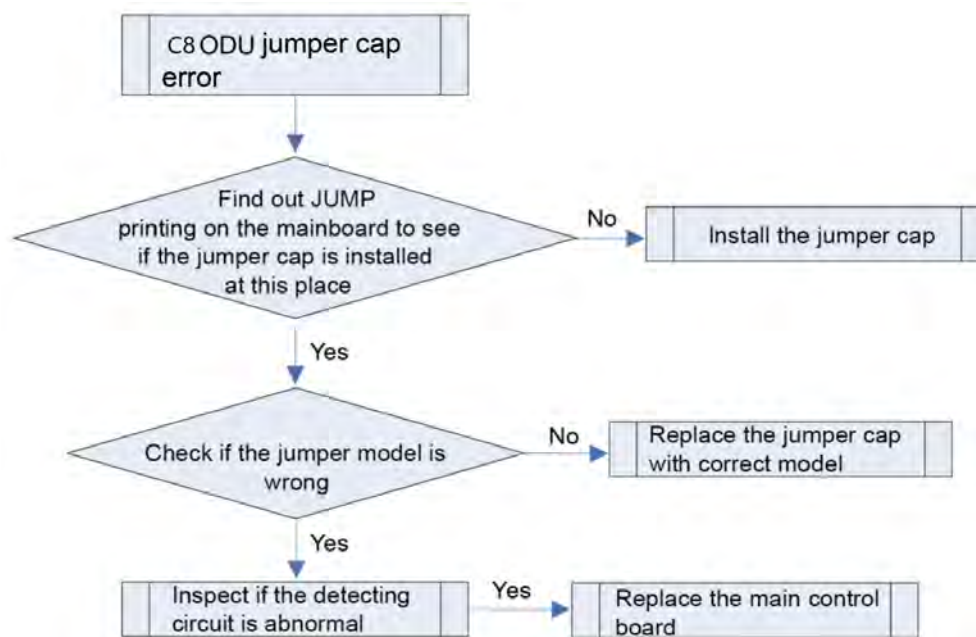 C8 ODU jumper cap
error
Find out JUMP
printing on the mainboard to see
if the jumper cap is installed
at this place
No
Install the jumper cap
Yes
Check if the jumper model is
wrong
No
Replace the jumper cap
with correct model
Yes
Inspect if the detecting
circuit is abnormal
Yes
Replace the main control
board